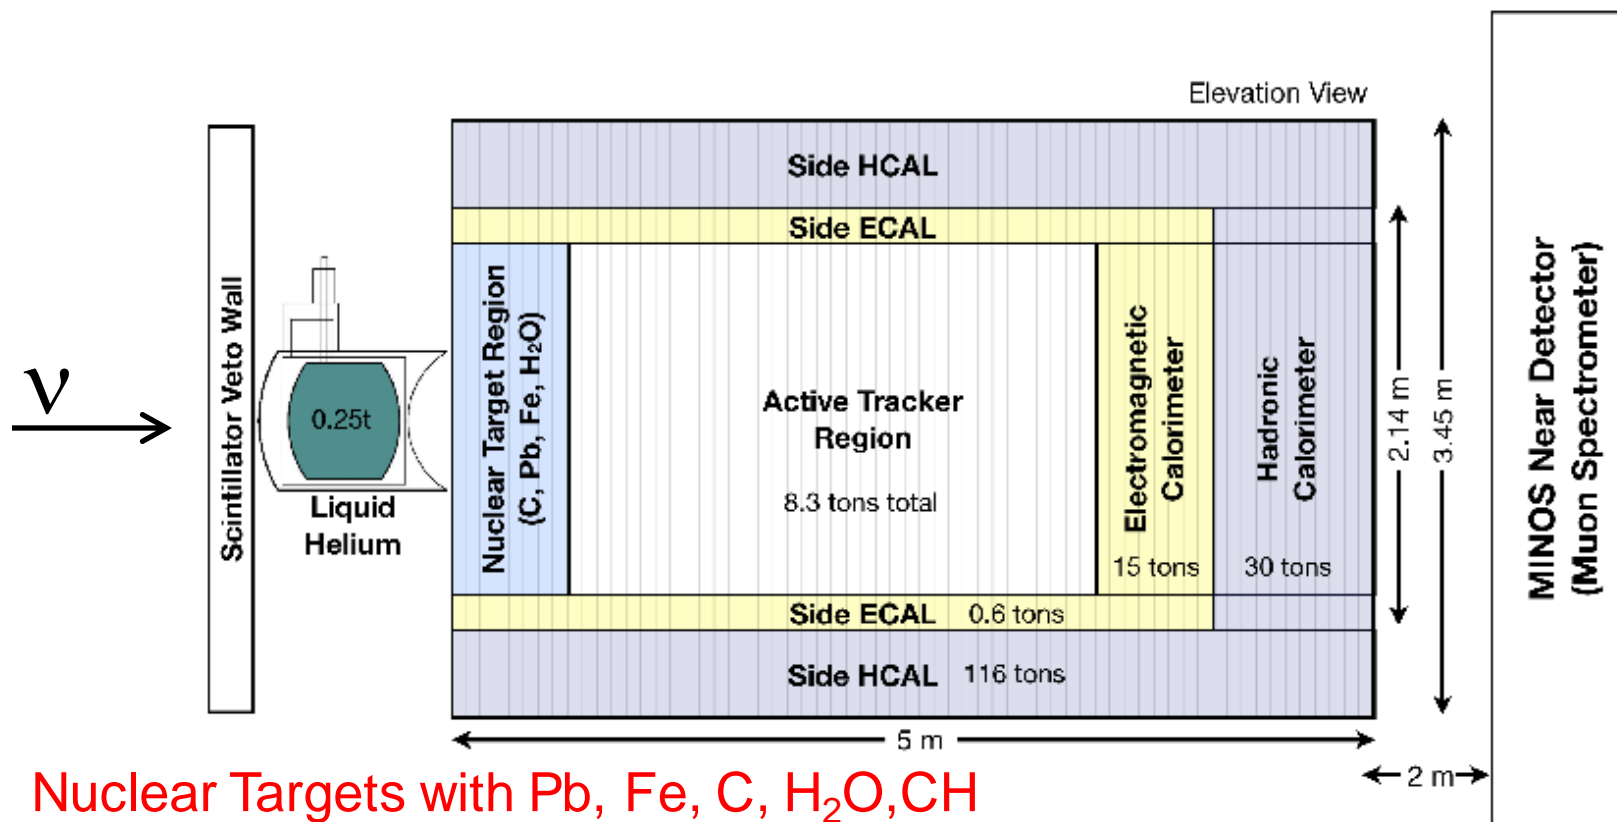 Elevation View
Side HCAL
Side ECAL
Scintillator Veto Wall
ν
0.25t
Liquid
Helium
Nuclear Target Region
(C, Pb, Fe, H₂O)
Active Tracker
Region
8.3 tons total
Electromagnetic
Calorimeter
15 tons
Hadronic
Calorimeter
30 tons
2.14 m
3.45 m
MINOS Near Detector
(Muon Spectrometer)
Side ECAL 0.6 tons
Side HCAL 116 tons
5 m
2 m
Nuclear Targets with Pb, Fe, C, H₂O,CH